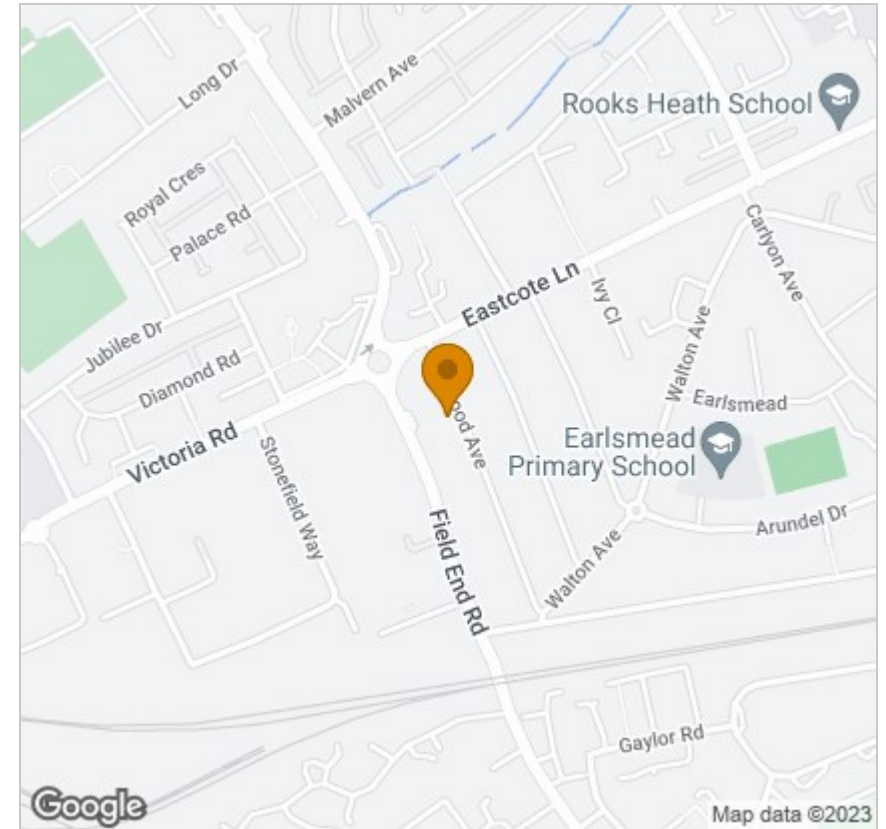 Long Dr
Malvern Ave
Rooks Heath School
Royal Cres
Palace Rd
Carlyon Ave
Eastcote Ln
Ivy Cl
Jubilee Dr
Diamond Rd
Walton Ave
Earlsmead
Victoria Rd
Stonefield Way
Ave
Earlsmead
Primary School
Arundel Dr
Field End Rd
Walton Ave
Gaylor Rd
Google
Map data ©2023